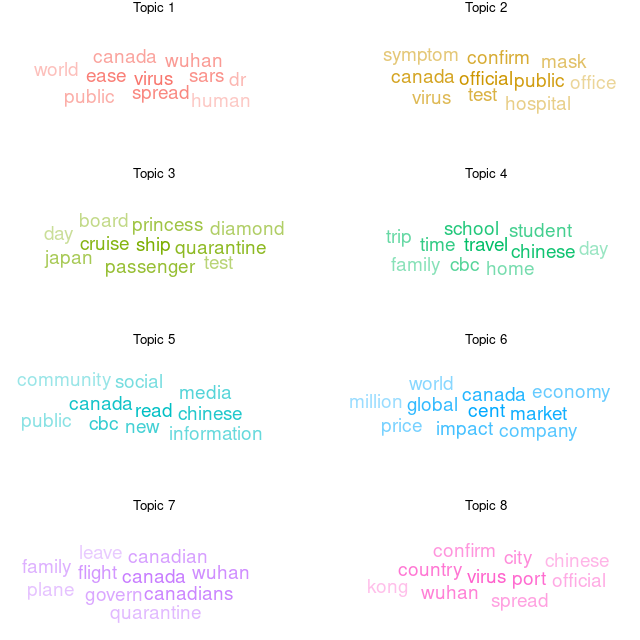 Topic 1
canada wuhan
world ease virus sars dr
public spread human
Topic 2
symptom confirm mask
canada official public office
virus test hospital
Topic 3
board princess diamond
day cruise ship quarantine
japan passenger test
Topic 4
school student
trip time travel chinese day
family cbc home
Topic 5
community social media
canada read chinese
public cbc new information
Topic 6
world canada economy
million global cent market
price impact company
Topic 7
leave canadian
family flight canada wuhan
plane govern canadians
quarantine
Topic 8
confirm city chinese
country virus port official
kong wuhan spread